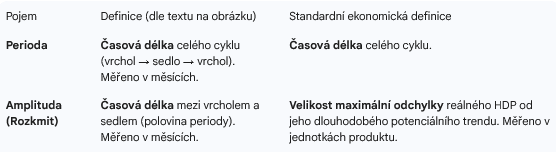 Pojem Definice (dle textu na obrázku) Standardní ekonomická definice
Perioda Časová délka celého cyklu Časová délka celého cyklu.
(vrchol → sedlo → vrchol).
Měřeno v měsících.
Amplituda Časová délka mezi vrcholem a Velikost maximální odchylky reálného HDP od
(Rozkmit) sedlem (polovina periody). jeho dlouhodobého potenciálního trendu. Měřeno v
Měřeno v měsících. jednotkách produktu.